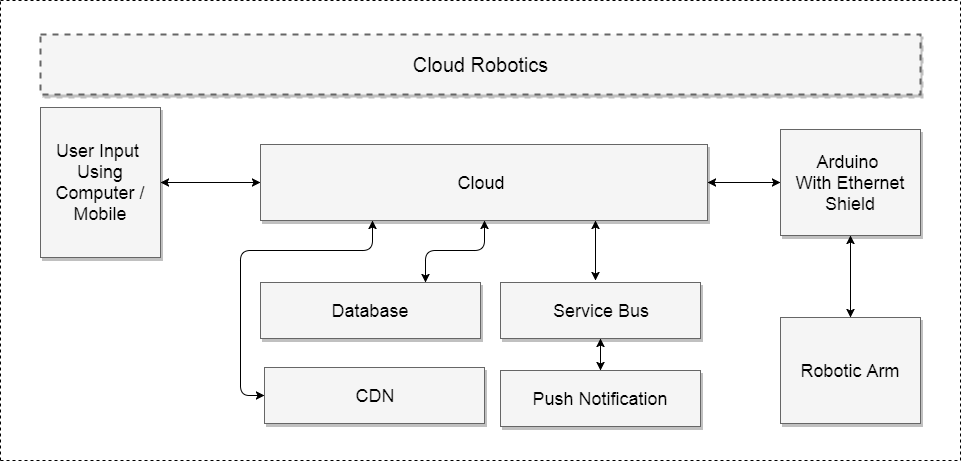 Cloud Robotics
User Input
Using
Computer /
Mobile
Cloud
Arduino
With Ethernet
Shield
Database
Service Bus
Robotic Arm
CDN
Push Notification